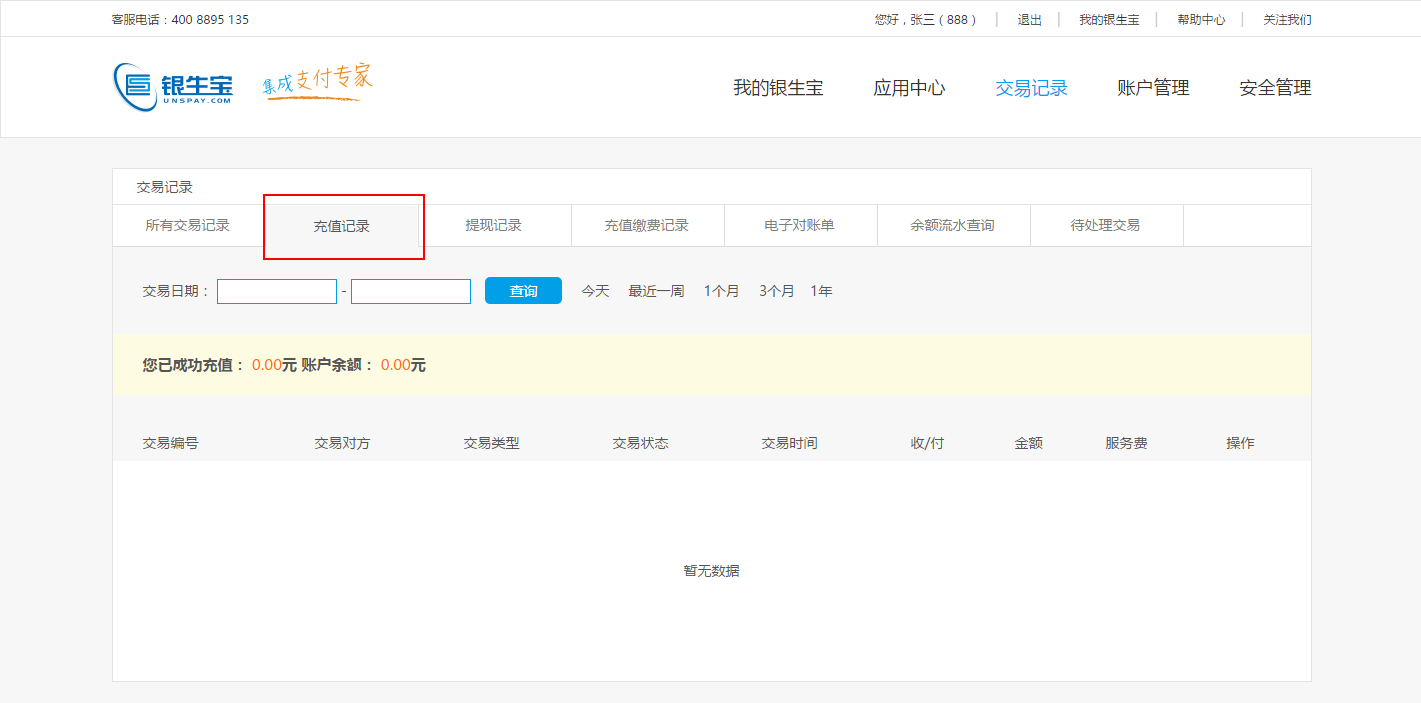 客服电话：400 8895 135 您好，张三（888） | 退出 | 我的银生宝 | 帮助中心 | 关注我们
银生宝 集成支付专家 我的银生宝 应用中心 交易记录 账户管理 安全管理
UNSPAY.COM
交易记录
所有交易记录 充值记录 提现记录 充值缴费记录 电子对账单 余额流水查询 待处理交易
交易日期： - 查询 今天 最近一周 1个月 3个月 1年
您已成功充值： 0.00元 账户余额： 0.00元
交易编号 交易对方 交易类型 交易状态 交易时间 收/付 金额 服务费 操作
暂无数据